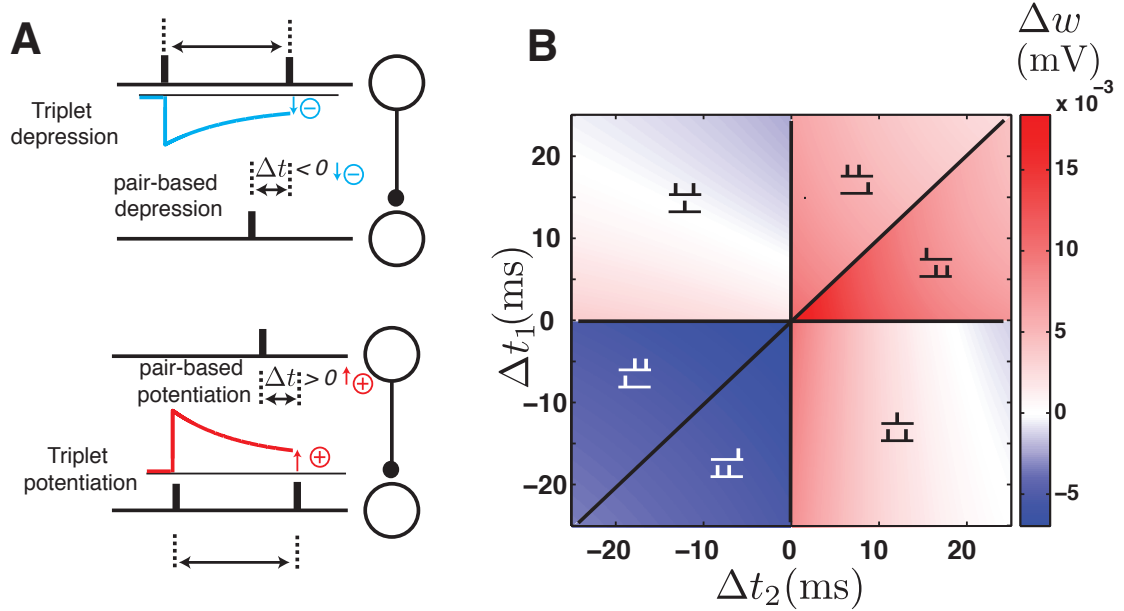 A
Triplet
depression
⊖
Δt < 0 ⊖
pair-based
depression
pair-based
potentiation
Δt > 0 ⊕
Triplet
potentiation
⊕
B
Δw
(mV)
x 10⁻³
15
10
5
0
−5
Δt₁(ms)
20
10
0
−10
−20
−20
−10
0
10
20
Δt₂(ms)